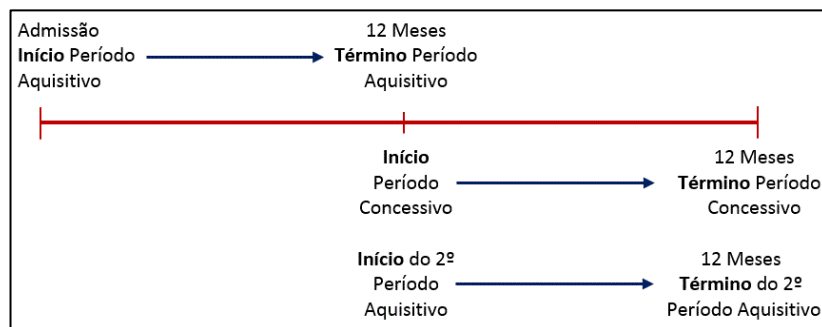 Admissão
Início Período
Aquisitivo
12 Meses
Término Período
Aquisitivo
Início
Período
Concessivo
12 Meses
Término Período
Concessivo
Início do 2º
Período
Aquisitivo
12 Meses
Término do 2º
Período Aquisitivo